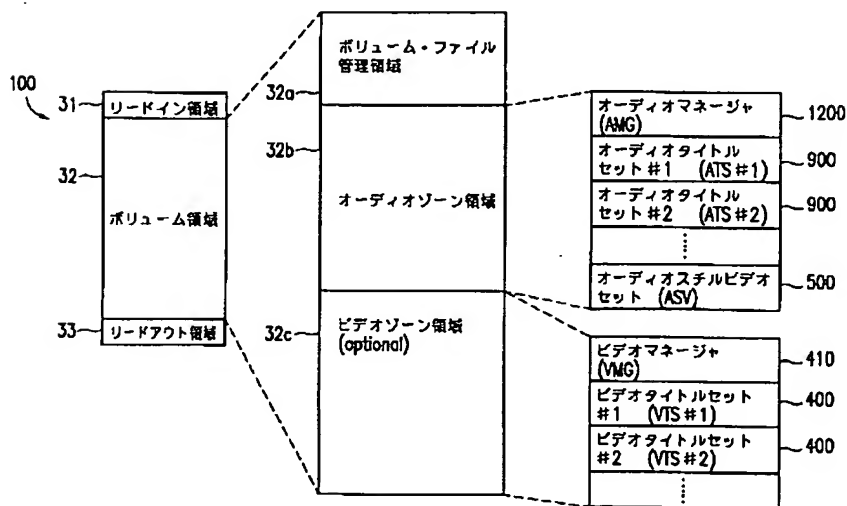 100
31
リードイン領域
32
ボリューム領域
33
リードアウト領域
ボリューム・ファイル
管理領域
32a
32b
オーディオゾーン領域
32c
ビデオゾーン領域
(optional)
オーディオマネージャ
(AMG)
1200
オーディオタイトル
セット#1 (ATS#1)
900
オーディオタイトル
セット#2 (ATS#2)
900
オーディオスチルビデオ
セット (ASV)
500
ビデオマネージャ
(VMG)
410
ビデオタイトルセット
#1 (VTS#1)
400
ビデオタイトルセット
#2 (VTS#2)
400